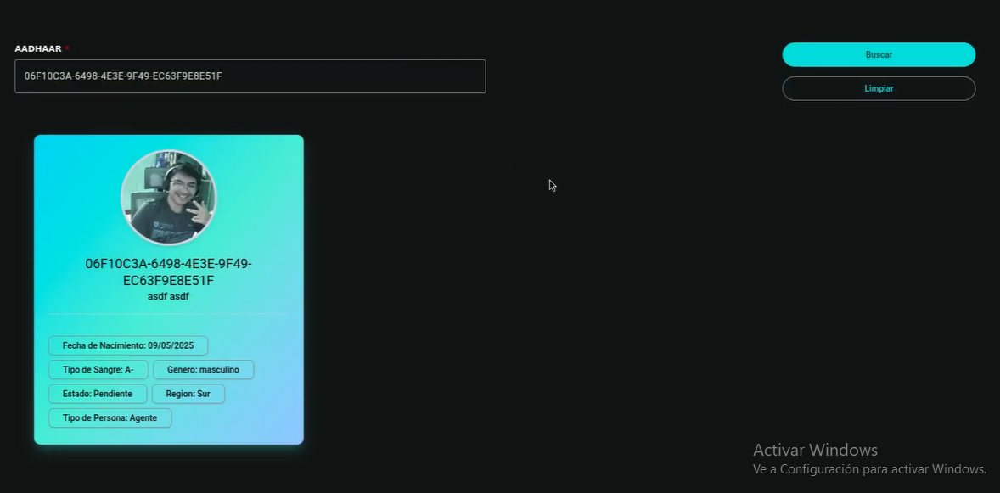 AADHAAR *
06F10C3A-6498-4E3E-9F49-EC63F9E8E51F
Buscar
Limpiar
06F10C3A-6498-4E3E-9F49-
EC63F9E8E51F
asdf asdf
Fecha de Nacimiento: 09/05/2025
Tipo de Sangre: A-
Genero: masculino
Estado: Pendiente
Region: Sur
Tipo de Persona: Agente
Activar Windows
Ve a Configuración para activar Windows.